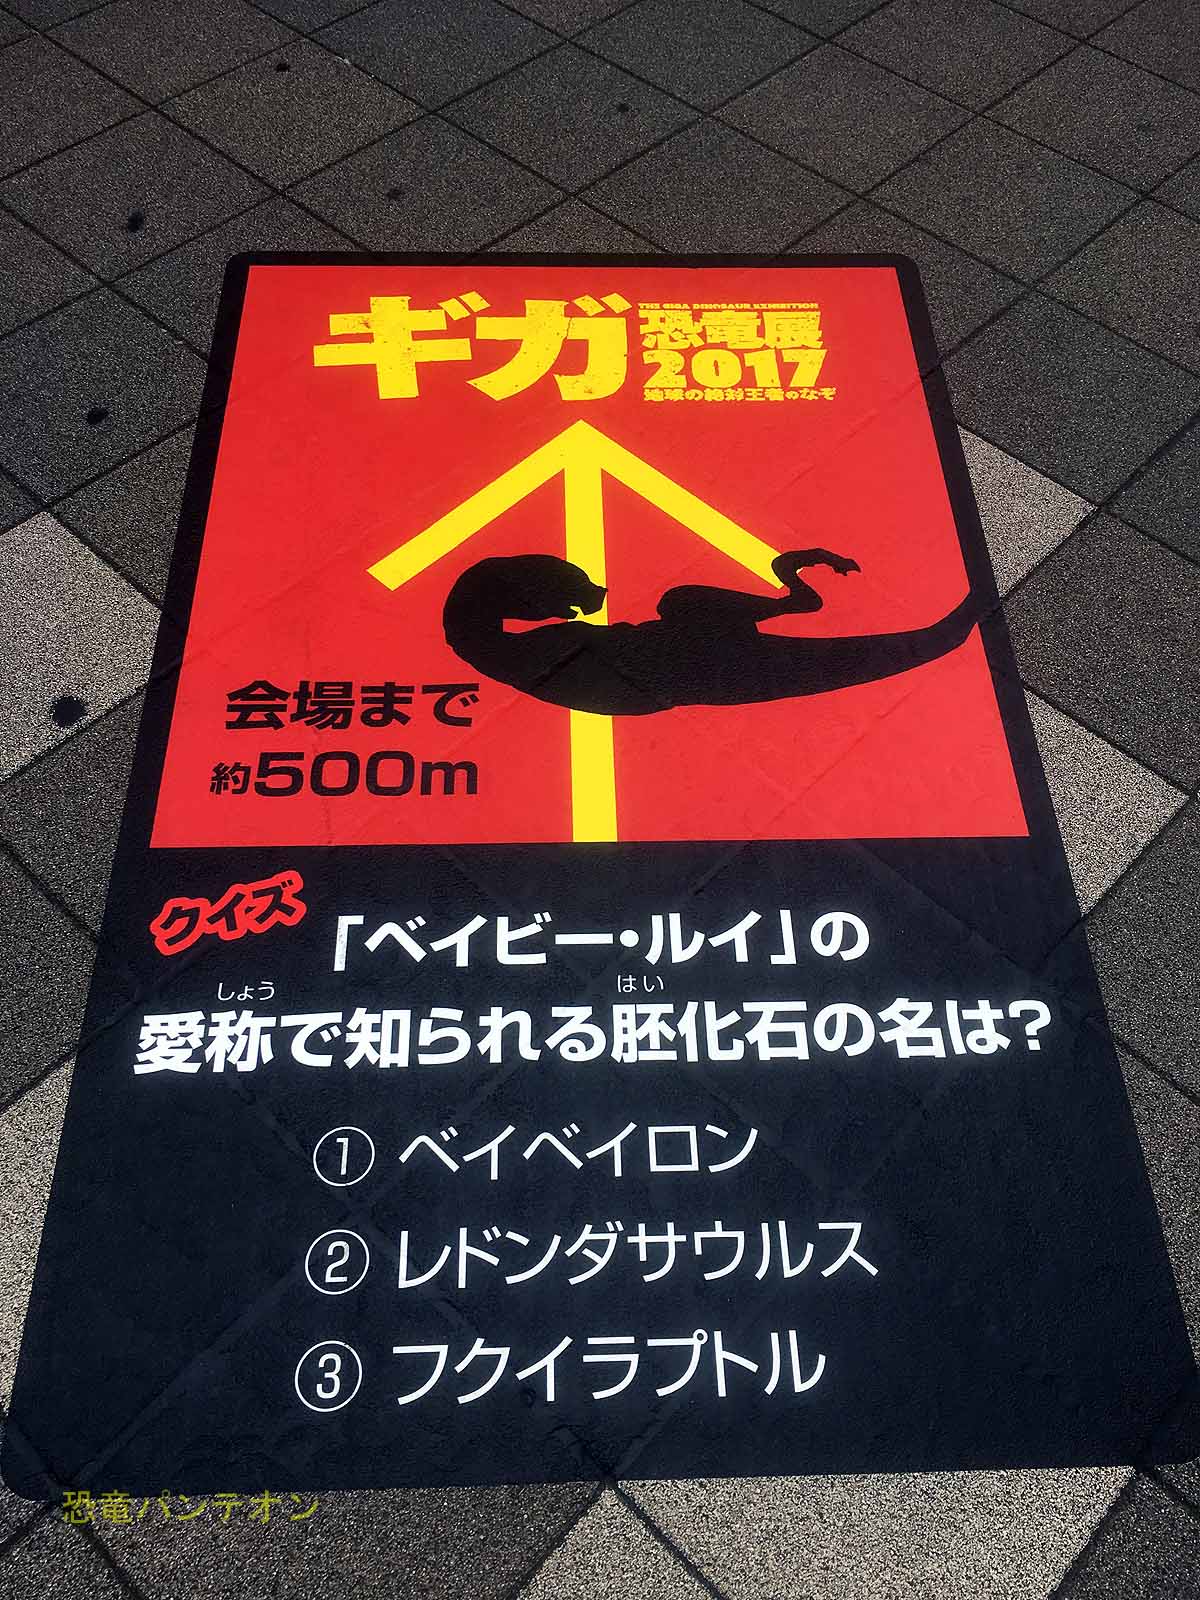 ギガ
THE GIGA DINOSAUR EXHIBITION
恐竜展
2017
地球の絶対王者のなぞ
会場まで
約500m
クイズ
「ベイビー・ルイ」の
しょう はい
愛称で知られる胚化石の名は?
① ベイベイロン
② レドンダサウルス
③ フクイラプトル
恐竜パンテオン